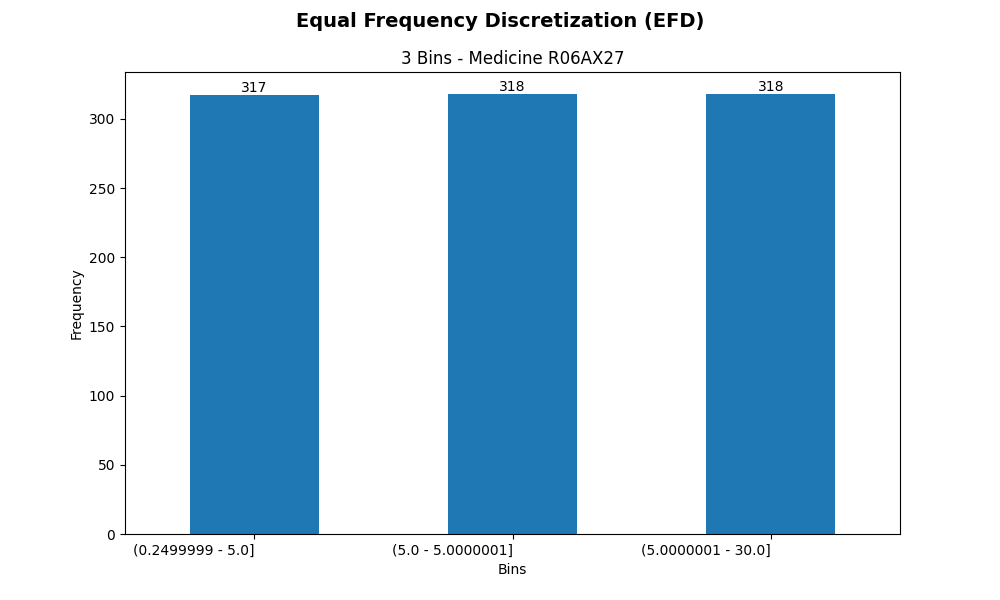 Equal Frequency Discretization (EFD)
3 Bins - Medicine R06AX27
317
318
318
300
250
200
150
100
50
0
Frequency
(0.2499999 - 5.0]
(5.0 - 5.0000001]
(5.0000001 - 30.0]
Bins